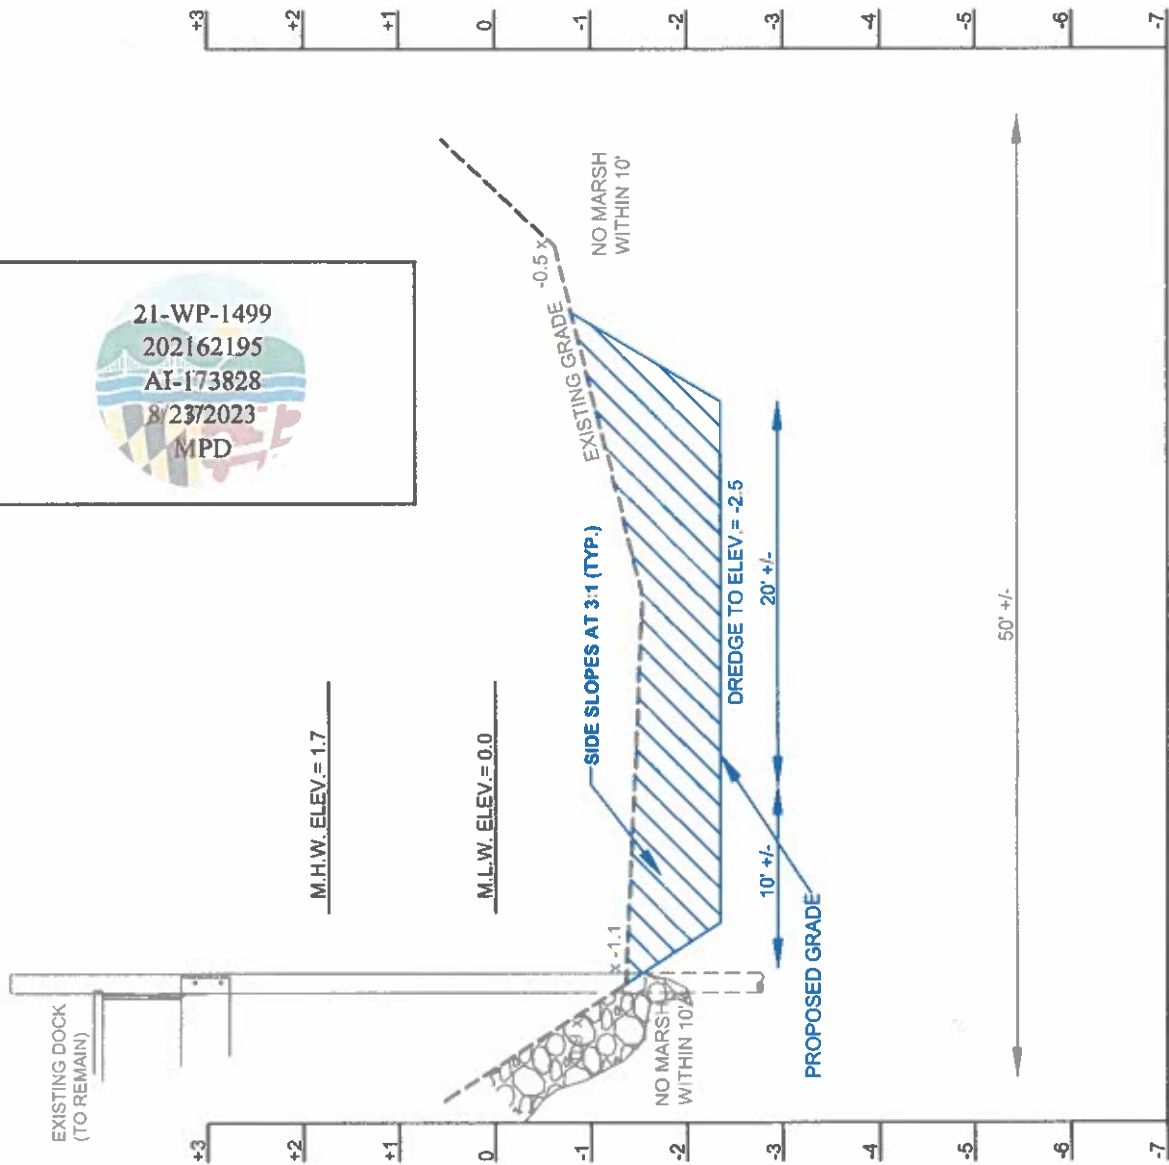 +3
+2
+1
0
-1
-2
-3
-4
-5
-6
-7
21-WP-1499
202162195
AI-173828
8/23/2023
MPD
EXISTING DOCK
(TO REMAIN)
M.H.W. ELEV.= 1.7
M.L.W. ELEV.= 0.0
-0.5 x
EXISTING GRADE
NO MARSH
WITHIN 10'
SIDE SLOPES AT 3:1 (TYP.)
x -1.1
NO MARSH
WITHIN 10'
DREDGE TO ELEV.= -2.5
10' +/-
20' +/-
PROPOSED GRADE
50' +/-
+3
+2
+1
0
-1
-2
-3
-4
-5
-6
-7